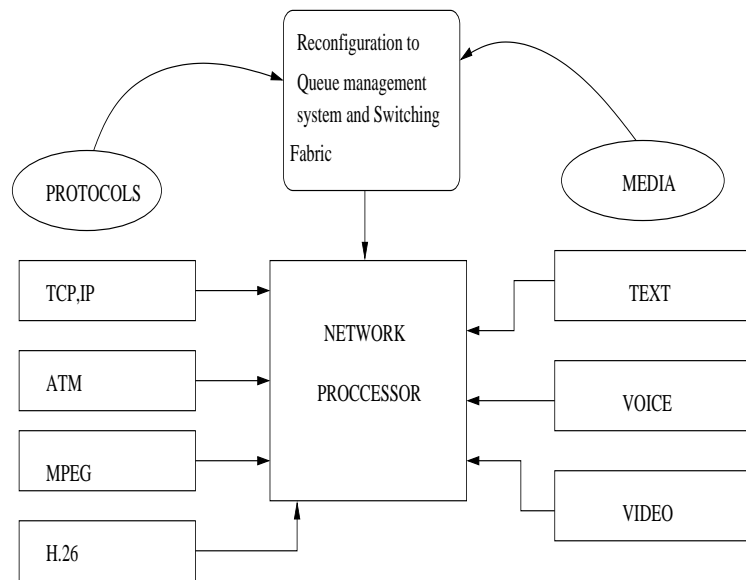 Reconfiguration to
Queue management
system and Switching
Fabric
PROTOCOLS
MEDIA
TCP,IP
ATM
MPEG
H.26
NETWORK
PROCCESSOR
TEXT
VOICE
VIDEO